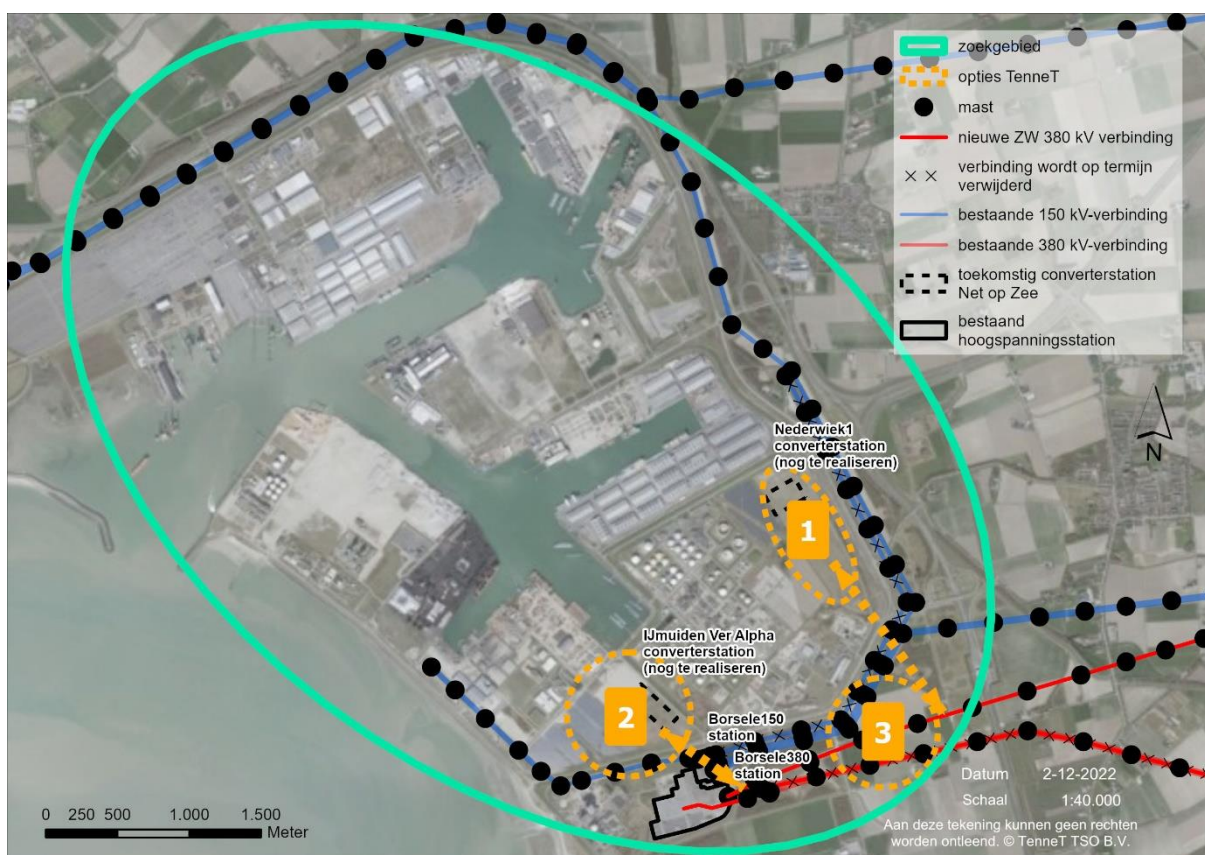 zoekgebied
opties TenneT
mast
nieuwe ZW 380 kV verbinding
verbinding wordt op termijn
verwijderd
bestaande 150 kV-verbinding
bestaande 380 kV-verbinding
toekomstig converterstation
Net op Zee
bestaand
hoogspanningsstation
N
Nederwiek1
converterstation
(nog te realiseren)
1
IJmuiden Ver Alpha
converterstation
(nog te realiseren)
2
Borsele150
station
3
Borsele380
station
Datum 2-12-2022
Schaal 1:40.000
Aan deze tekening kunnen geen rechten
worden ontleend. © TenneT TSO B.V.
0 250 500 1.000 1.500
Meter